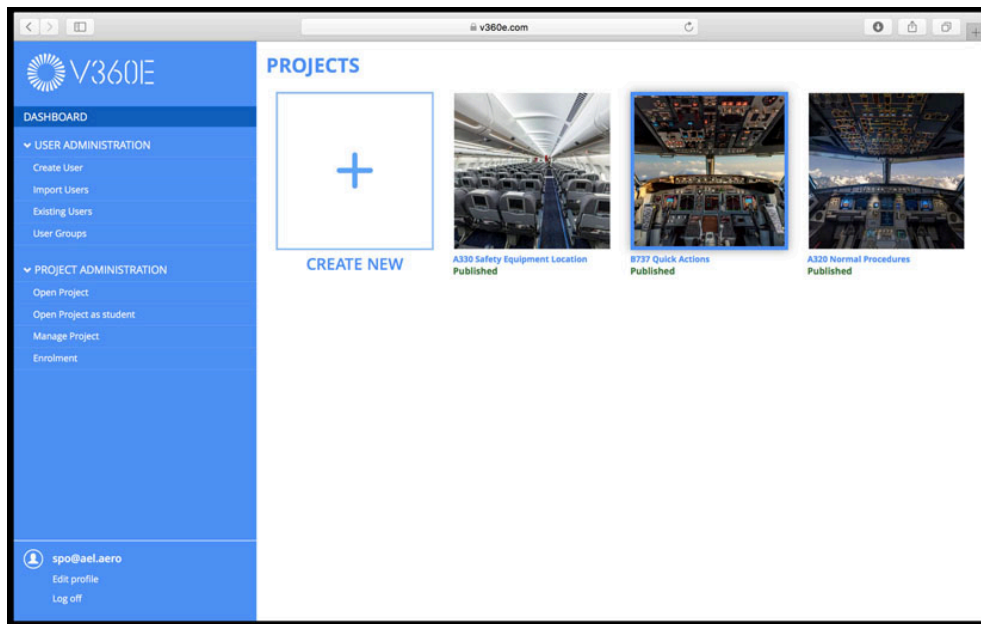 v360e.com
V360E
DASHBOARD
USER ADMINISTRATION
Create User
Import Users
Existing Users
User Groups
PROJECT ADMINISTRATION
Open Project
Open Project as student
Manage Project
Enrolment
spo@ael.aero
Edit profile
Log off
PROJECTS
CREATE NEW
A330 Safety Equipment Location
Published
B737 Quick Actions
Published
A320 Normal Procedures
Published